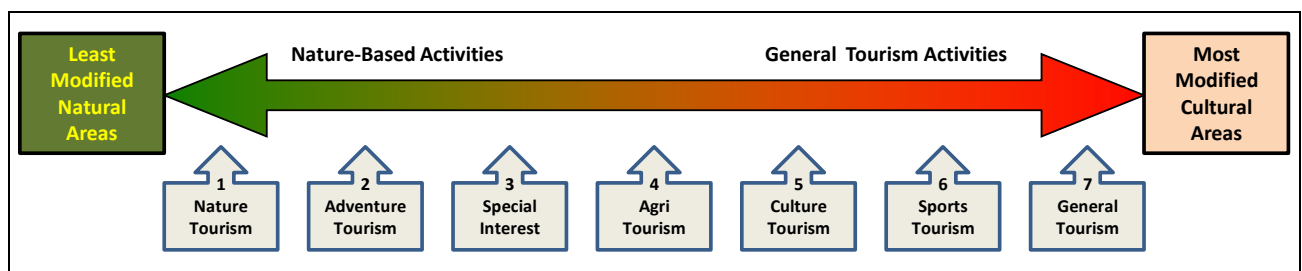 Least
Modified
Natural
Areas
Nature-Based Activities
General Tourism Activities
Most
Modified
Cultural
Areas
1
Nature
Tourism
2
Adventure
Tourism
3
Special
Interest
4
Agri
Tourism
5
Culture
Tourism
6
Sports
Tourism
7
General
Tourism